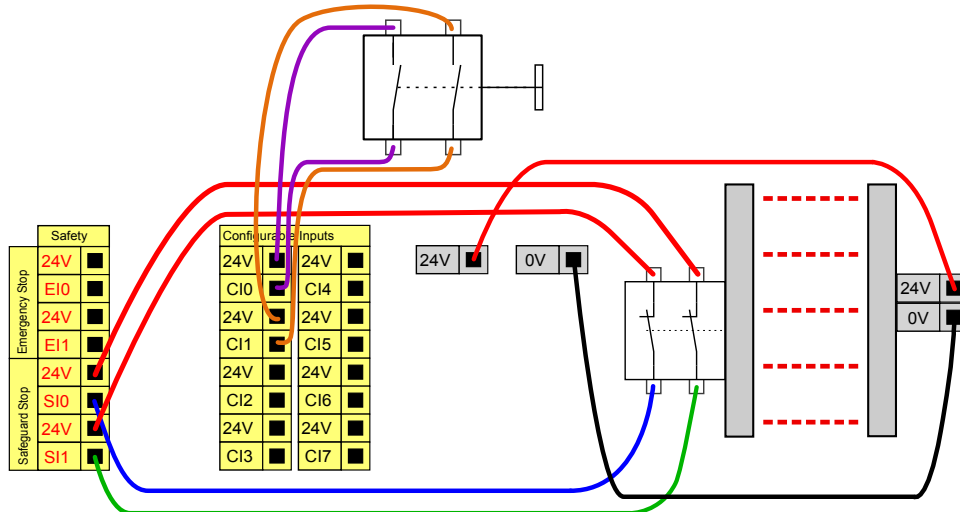 Safety
Emergency Stop
24V
EI0
24V
EI1
Safeguard Stop
24V
SI0
24V
SI1
Configurable Inputs
24V 24V
CI0 CI4
24V 24V
CI1 CI5
24V 24V
CI2 CI6
24V 24V
CI3 CI7
24V
0V
24V
0V